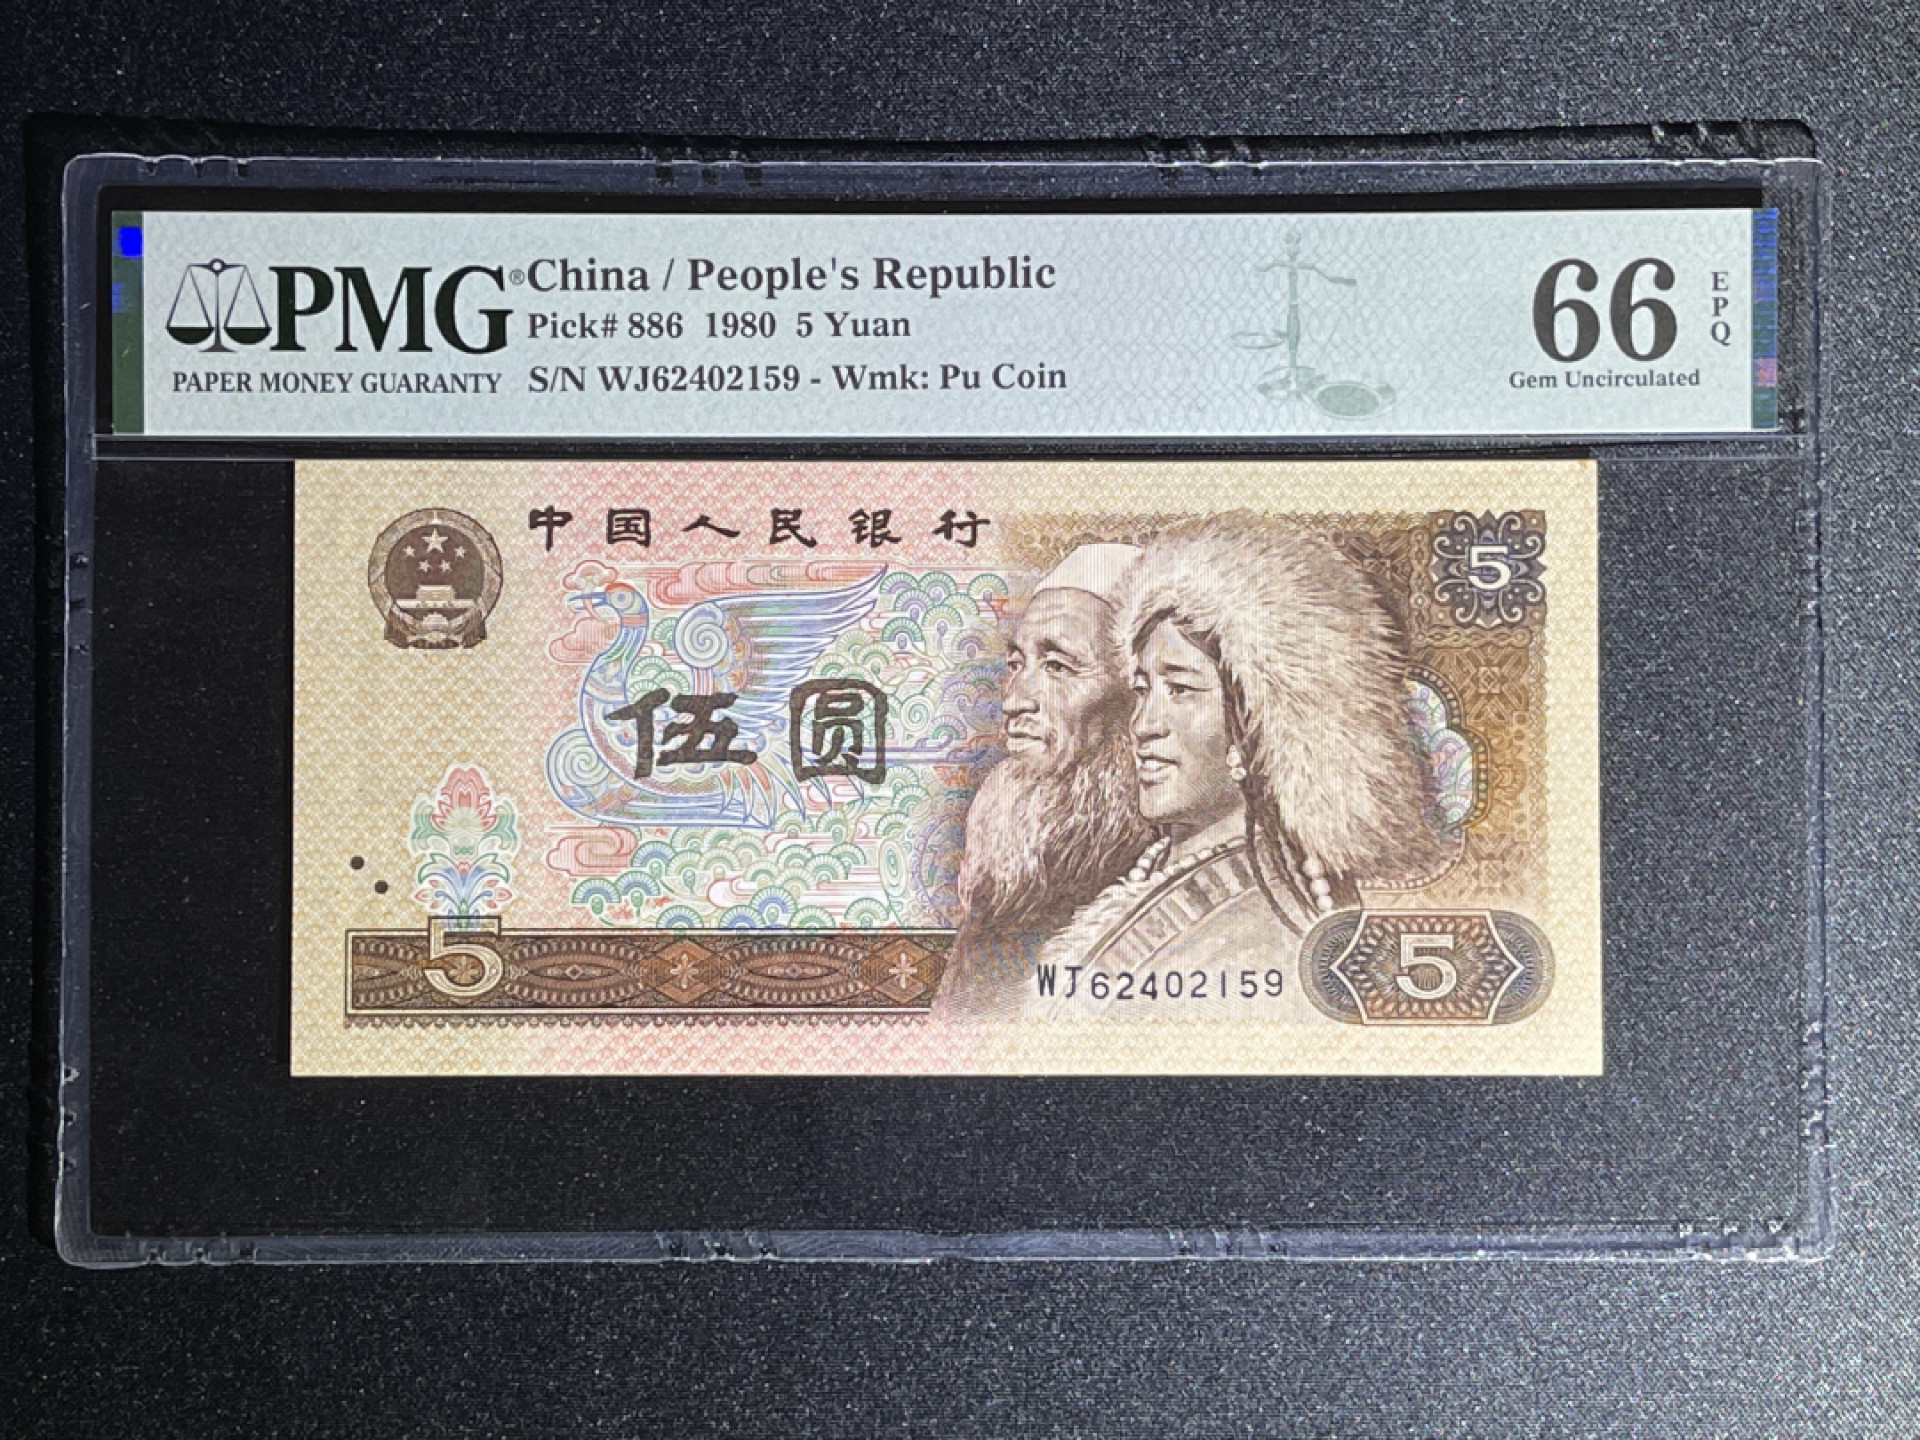 PMG®
PAPER MONEY GUARANTY
China / People's Republic
Pick# 886 1980 5 Yuan
S/N WJ62402159 - Wmk: Pu Coin
66
EPQ
Gem Uncirculated
中国人民银行
5
伍圆
5
WJ62402159
5